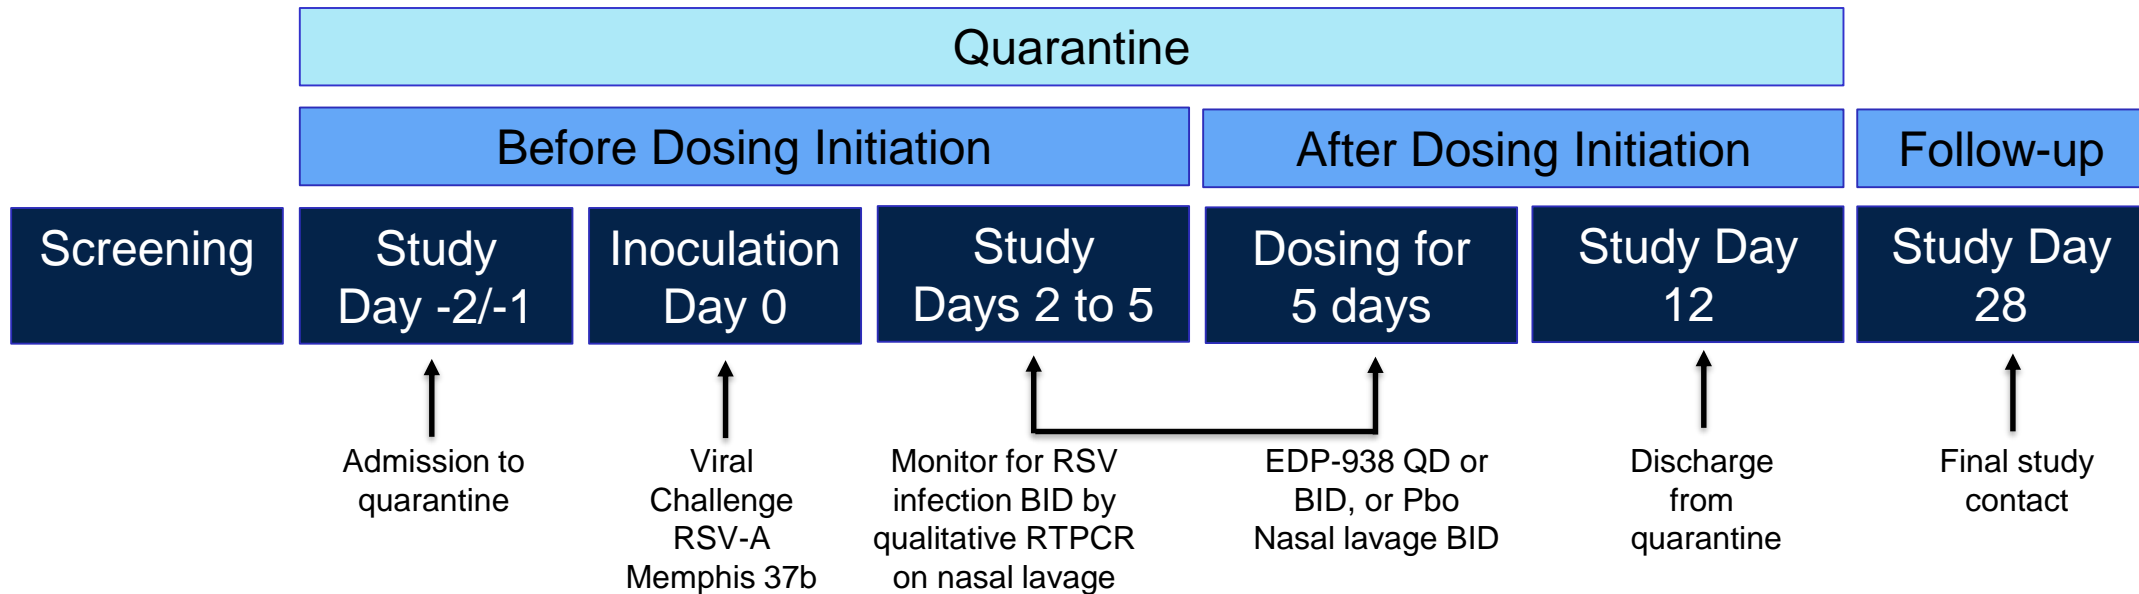 Quarantine
Before Dosing Initiation
After Dosing Initiation
Follow-up
Screening
Study
Day -2/-1
Inoculation
Day 0
Study
Days 2 to 5
Dosing for
5 days
Study Day
12
Study Day
28
Admission to
quarantine
Viral
Challenge
RSV-A
Memphis 37b
Monitor for RSV
infection BID by
qualitative RTPCR
on nasal lavage
EDP-938 QD or
BID, or Pbo
Nasal lavage BID
Discharge
from
quarantine
Final study
contact